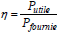 η = P_utile / P_fournie